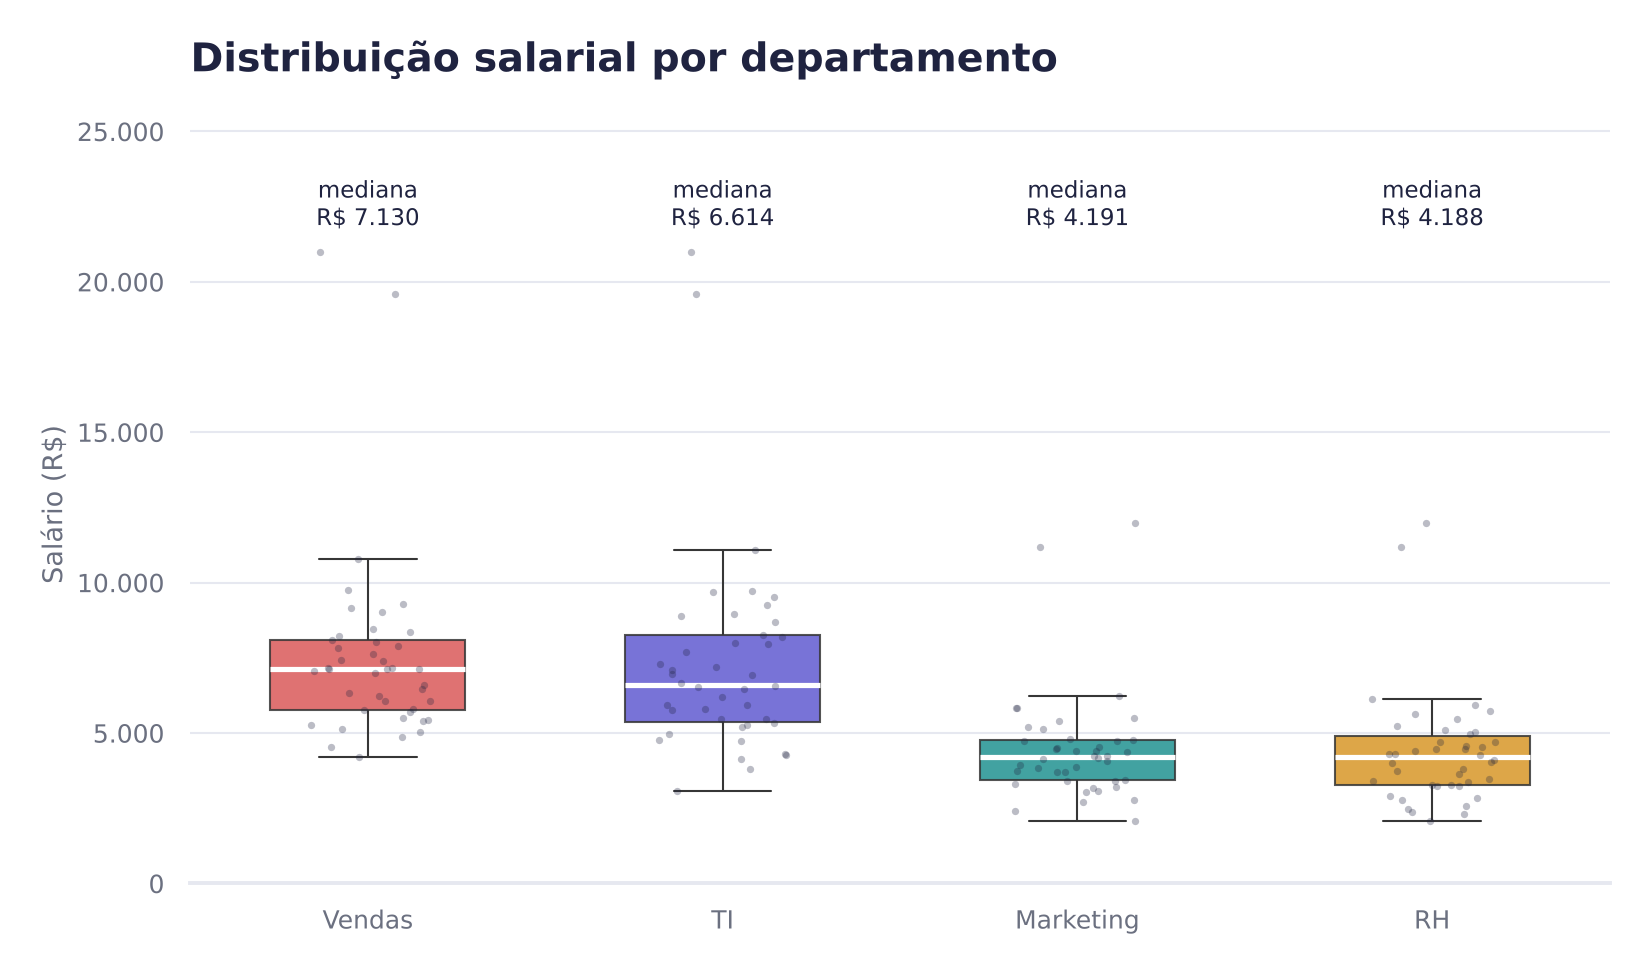 Distribuição salarial por departamento
25.000
20.000
15.000
10.000
5.000
0
Salário (R$)
mediana
R$ 7.130
mediana
R$ 6.614
mediana
R$ 4.191
mediana
R$ 4.188
Vendas
TI
Marketing
RH